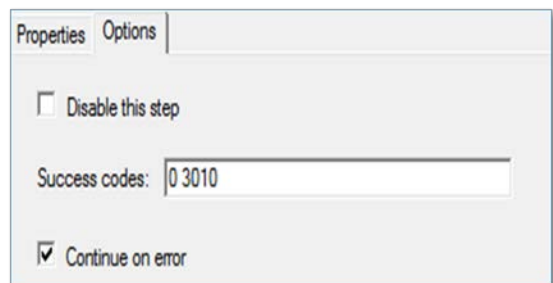 Properties Options
Disable this step
Success codes: 0 3010
Continue on error